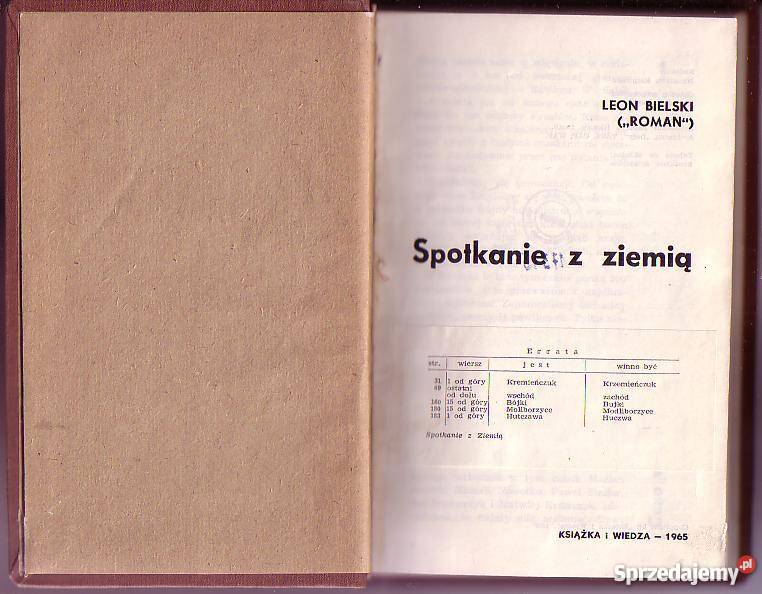 LEON BIELSKI
(„ROMAN“)
Spotkanie z ziemią
Errata
str. wiersz jest winno być
31 1 od góry Kremieńczuk Krzemieńczuk
89 ostatni
od dołu wschód zachód
160 15 od góry Bójki Bujki
180 15 od góry Moliborzyce Modliborzyce
183 1 od góry Hutczawa Huczwa
Spotkanie z Ziemią
KSIĄŻKA i WIEDZA – 1965
Sprzedajemy.pl